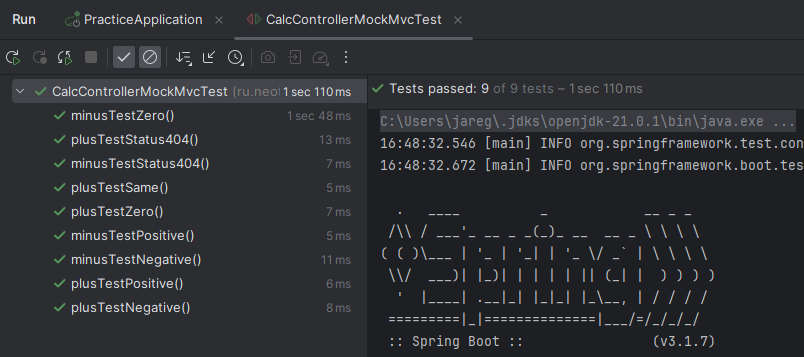 Run PracticeApplication CalcControllerMockMvcTest
CalcControllerMockMvcTest (ru.neof 1 sec 110 ms
minusTestZero() 1 sec 48 ms
plusTestStatus404() 13 ms
minusTestStatus404() 7 ms
plusTestSame() 5 ms
plusTestZero() 7 ms
minusTestPositive() 5 ms
minusTestNegative() 11 ms
plusTestPositive() 6 ms
plusTestNegative() 8 ms
Tests passed: 9 of 9 tests – 1 sec 110 ms
C:\Users\jareg\.jdks\openjdk-21.0.1\bin\java.exe ...
16:48:32.546 [main] INFO org.springframework.test.con
16:48:32.672 [main] INFO org.springframework.boot.tes
  .   ____          _            __ _ _
 /\\ / ___'_ __ _ _(_)_ __  __ _ \ \ \ \
( ( )\___ | '_ | '_| | '_ \/ _` | \ \ \ \
 \\/  ___)| |_)| | | | | || (_| |  ) ) ) )
  '  |____| .__|_| |_|_| |_\__, | / / / /
 =========|_|==============|___/=/_/_/_/
 :: Spring Boot ::                (v3.1.7)